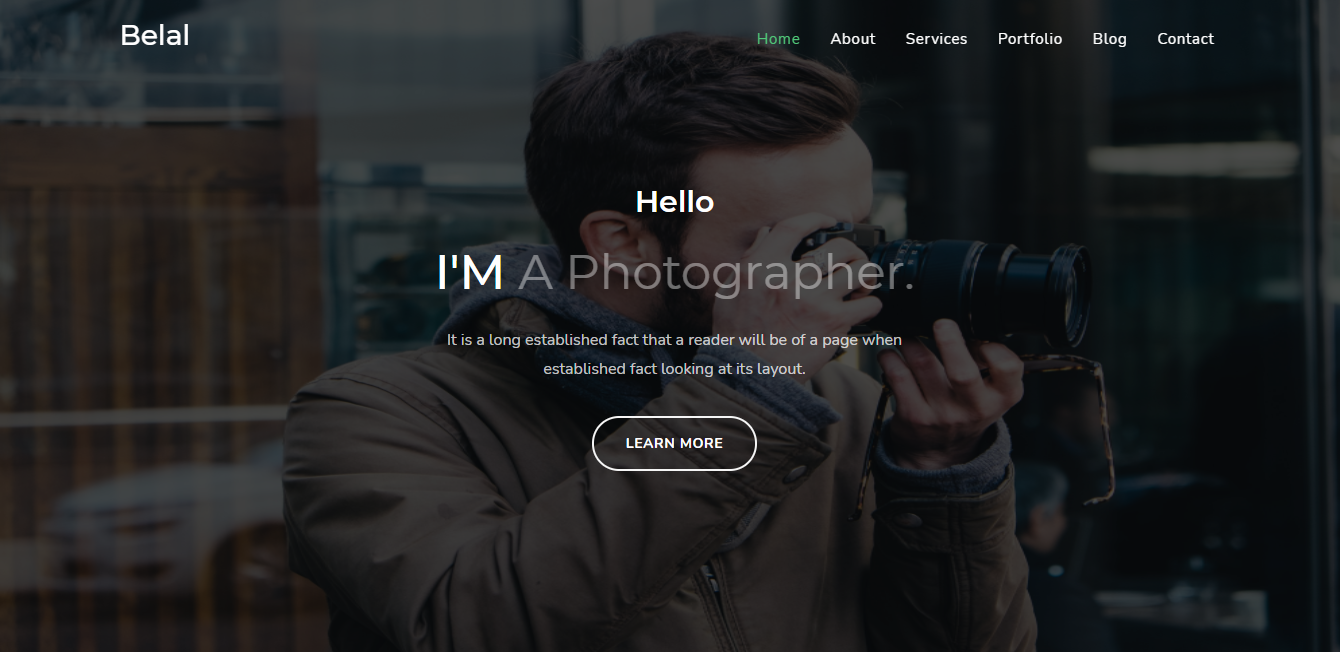 Belal
Home About Services Portfolio Blog Contact
Hello
I'M A Photographer.
It is a long established fact that a reader will be of a page when
established fact looking at its layout.
LEARN MORE